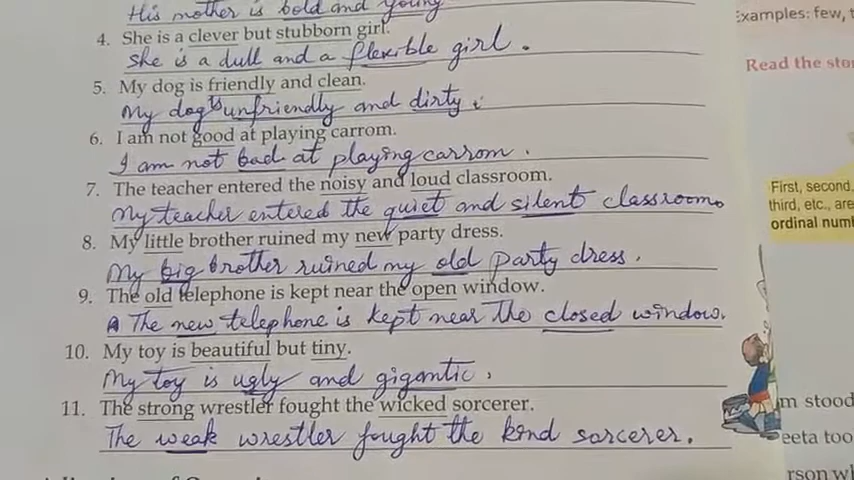 His mother is bold and young
Examples: few, t
4. She is a clever but stubborn girl.
She is a dull and a flexible girl.
Read the stor
5. My dog is friendly and clean.
My dog is unfriendly and dirty.
6. I am not good at playing carrom.
I am not bad at playing carrom.
7. The teacher entered the noisy and loud classroom.
My teacher entered the quiet and silent classroom.
First, second,
third, etc., are
ordinal numb
8. My little brother ruined my new party dress.
My big brother ruined my old party dress.
9. The old telephone is kept near the open window.
The new telephone is kept near the closed window.
10. My toy is beautiful but tiny.
My toy is ugly and gigantic.
11. The strong wrestler fought the wicked sorcerer.
The weak wrestler fought the kind sorcerer.
m stood
eeta too
rson wh